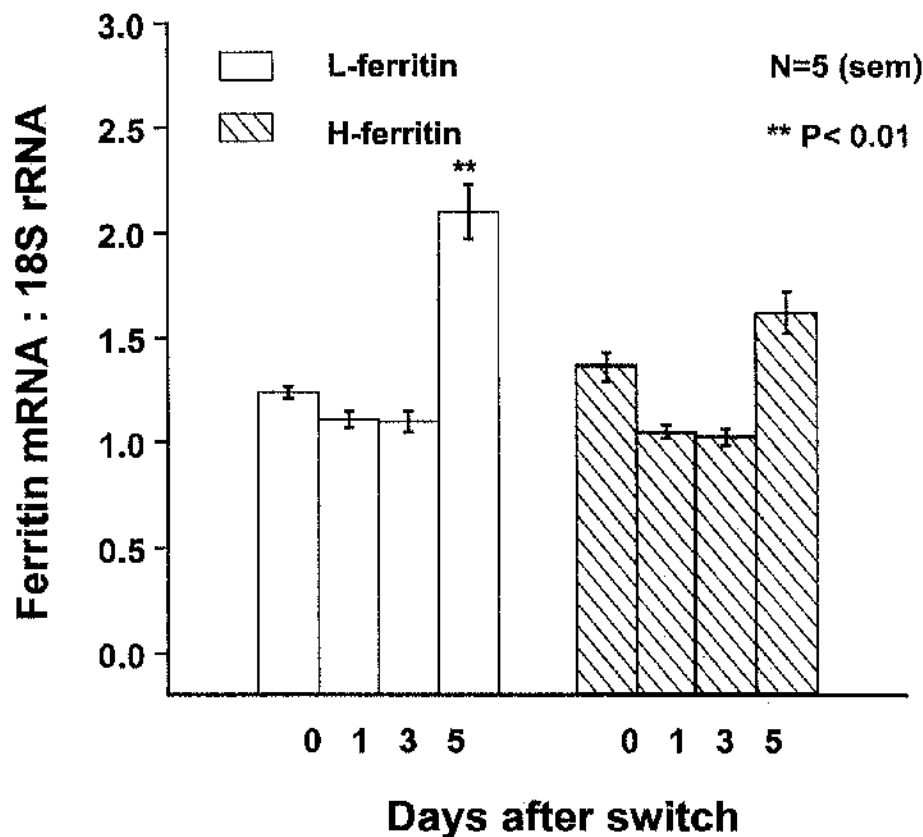 Ferritin mRNA : 18S rRNA
3.0
2.5
2.0
1.5
1.0
0.5
0.0
L-ferritin
H-ferritin
N=5 (sem)
** P< 0.01
**
0 1 3 5
0 1 3 5
Days after switch